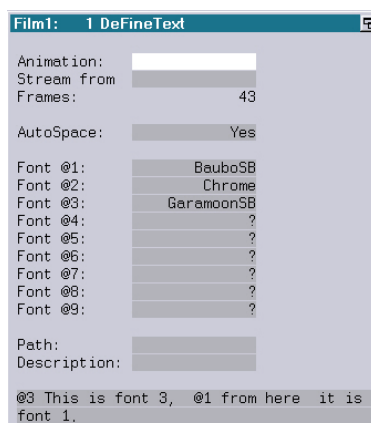 Film1: 1 DeFineText
Animation:
Stream from
Frames: 43
AutoSpace: Yes
Font @1: BauboSB
Font @2: Chrome
Font @3: GaramoonSB
Font @4: ?
Font @5: ?
Font @6: ?
Font @7: ?
Font @8: ?
Font @9: ?
Path:
Description:
@3 This is font 3, @1 from here it is
font 1.